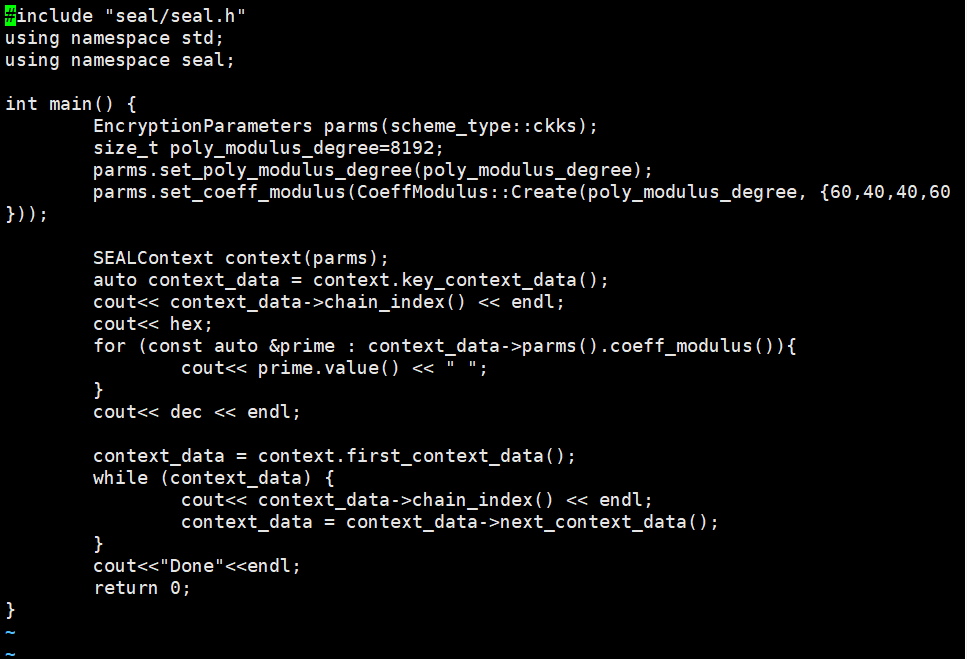 #include "seal/seal.h"
using namespace std;
using namespace seal;

int main() {
        EncryptionParameters parms(scheme_type::ckks);
        size_t poly_modulus_degree=8192;
        parms.set_poly_modulus_degree(poly_modulus_degree);
        parms.set_coeff_modulus(CoeffModulus::Create(poly_modulus_degree, {60,40,40,60
}));

        SEALContext context(parms);
        auto context_data = context.key_context_data();
        cout<< context_data->chain_index() << endl;
        cout<< hex;
        for (const auto &prime : context_data->parms().coeff_modulus()){
                cout<< prime.value() << " ";
        }
        cout<< dec << endl;

        context_data = context.first_context_data();
        while (context_data) {
                cout<< context_data->chain_index() << endl;
                context_data = context_data->next_context_data();
        }
        cout<<"Done"<<endl;
        return 0;
}
~
~